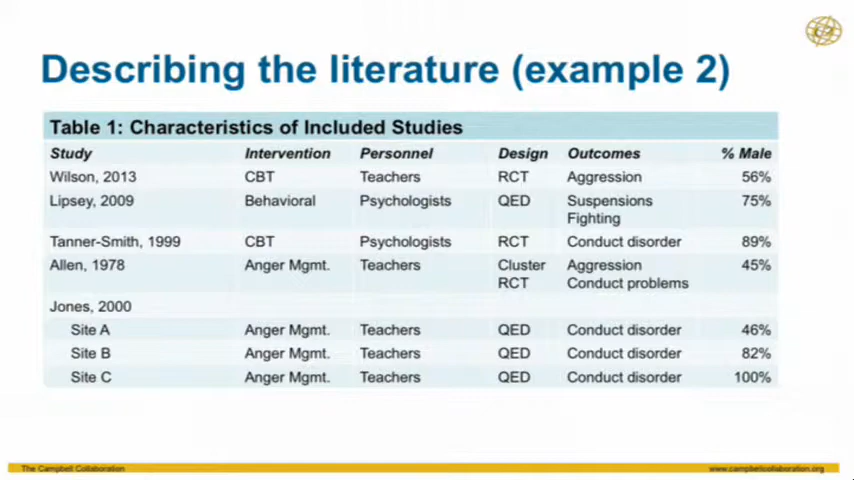 Describing the literature (example 2)
Table 1: Characteristics of Included Studies
Study Intervention Personnel Design Outcomes % Male
Wilson, 2013 CBT Teachers RCT Aggression 56%
Lipsey, 2009 Behavioral Psychologists QED Suspensions 75%
Fighting
Tanner-Smith, 1999 CBT Psychologists RCT Conduct disorder 89%
Allen, 1978 Anger Mgmt. Teachers Cluster Aggression 45%
RCT Conduct problems
Jones, 2000
Site A Anger Mgmt. Teachers QED Conduct disorder 46%
Site B Anger Mgmt. Teachers QED Conduct disorder 82%
Site C Anger Mgmt. Teachers QED Conduct disorder 100%
The Campbell Collaboration www.campbellcollaboration.org